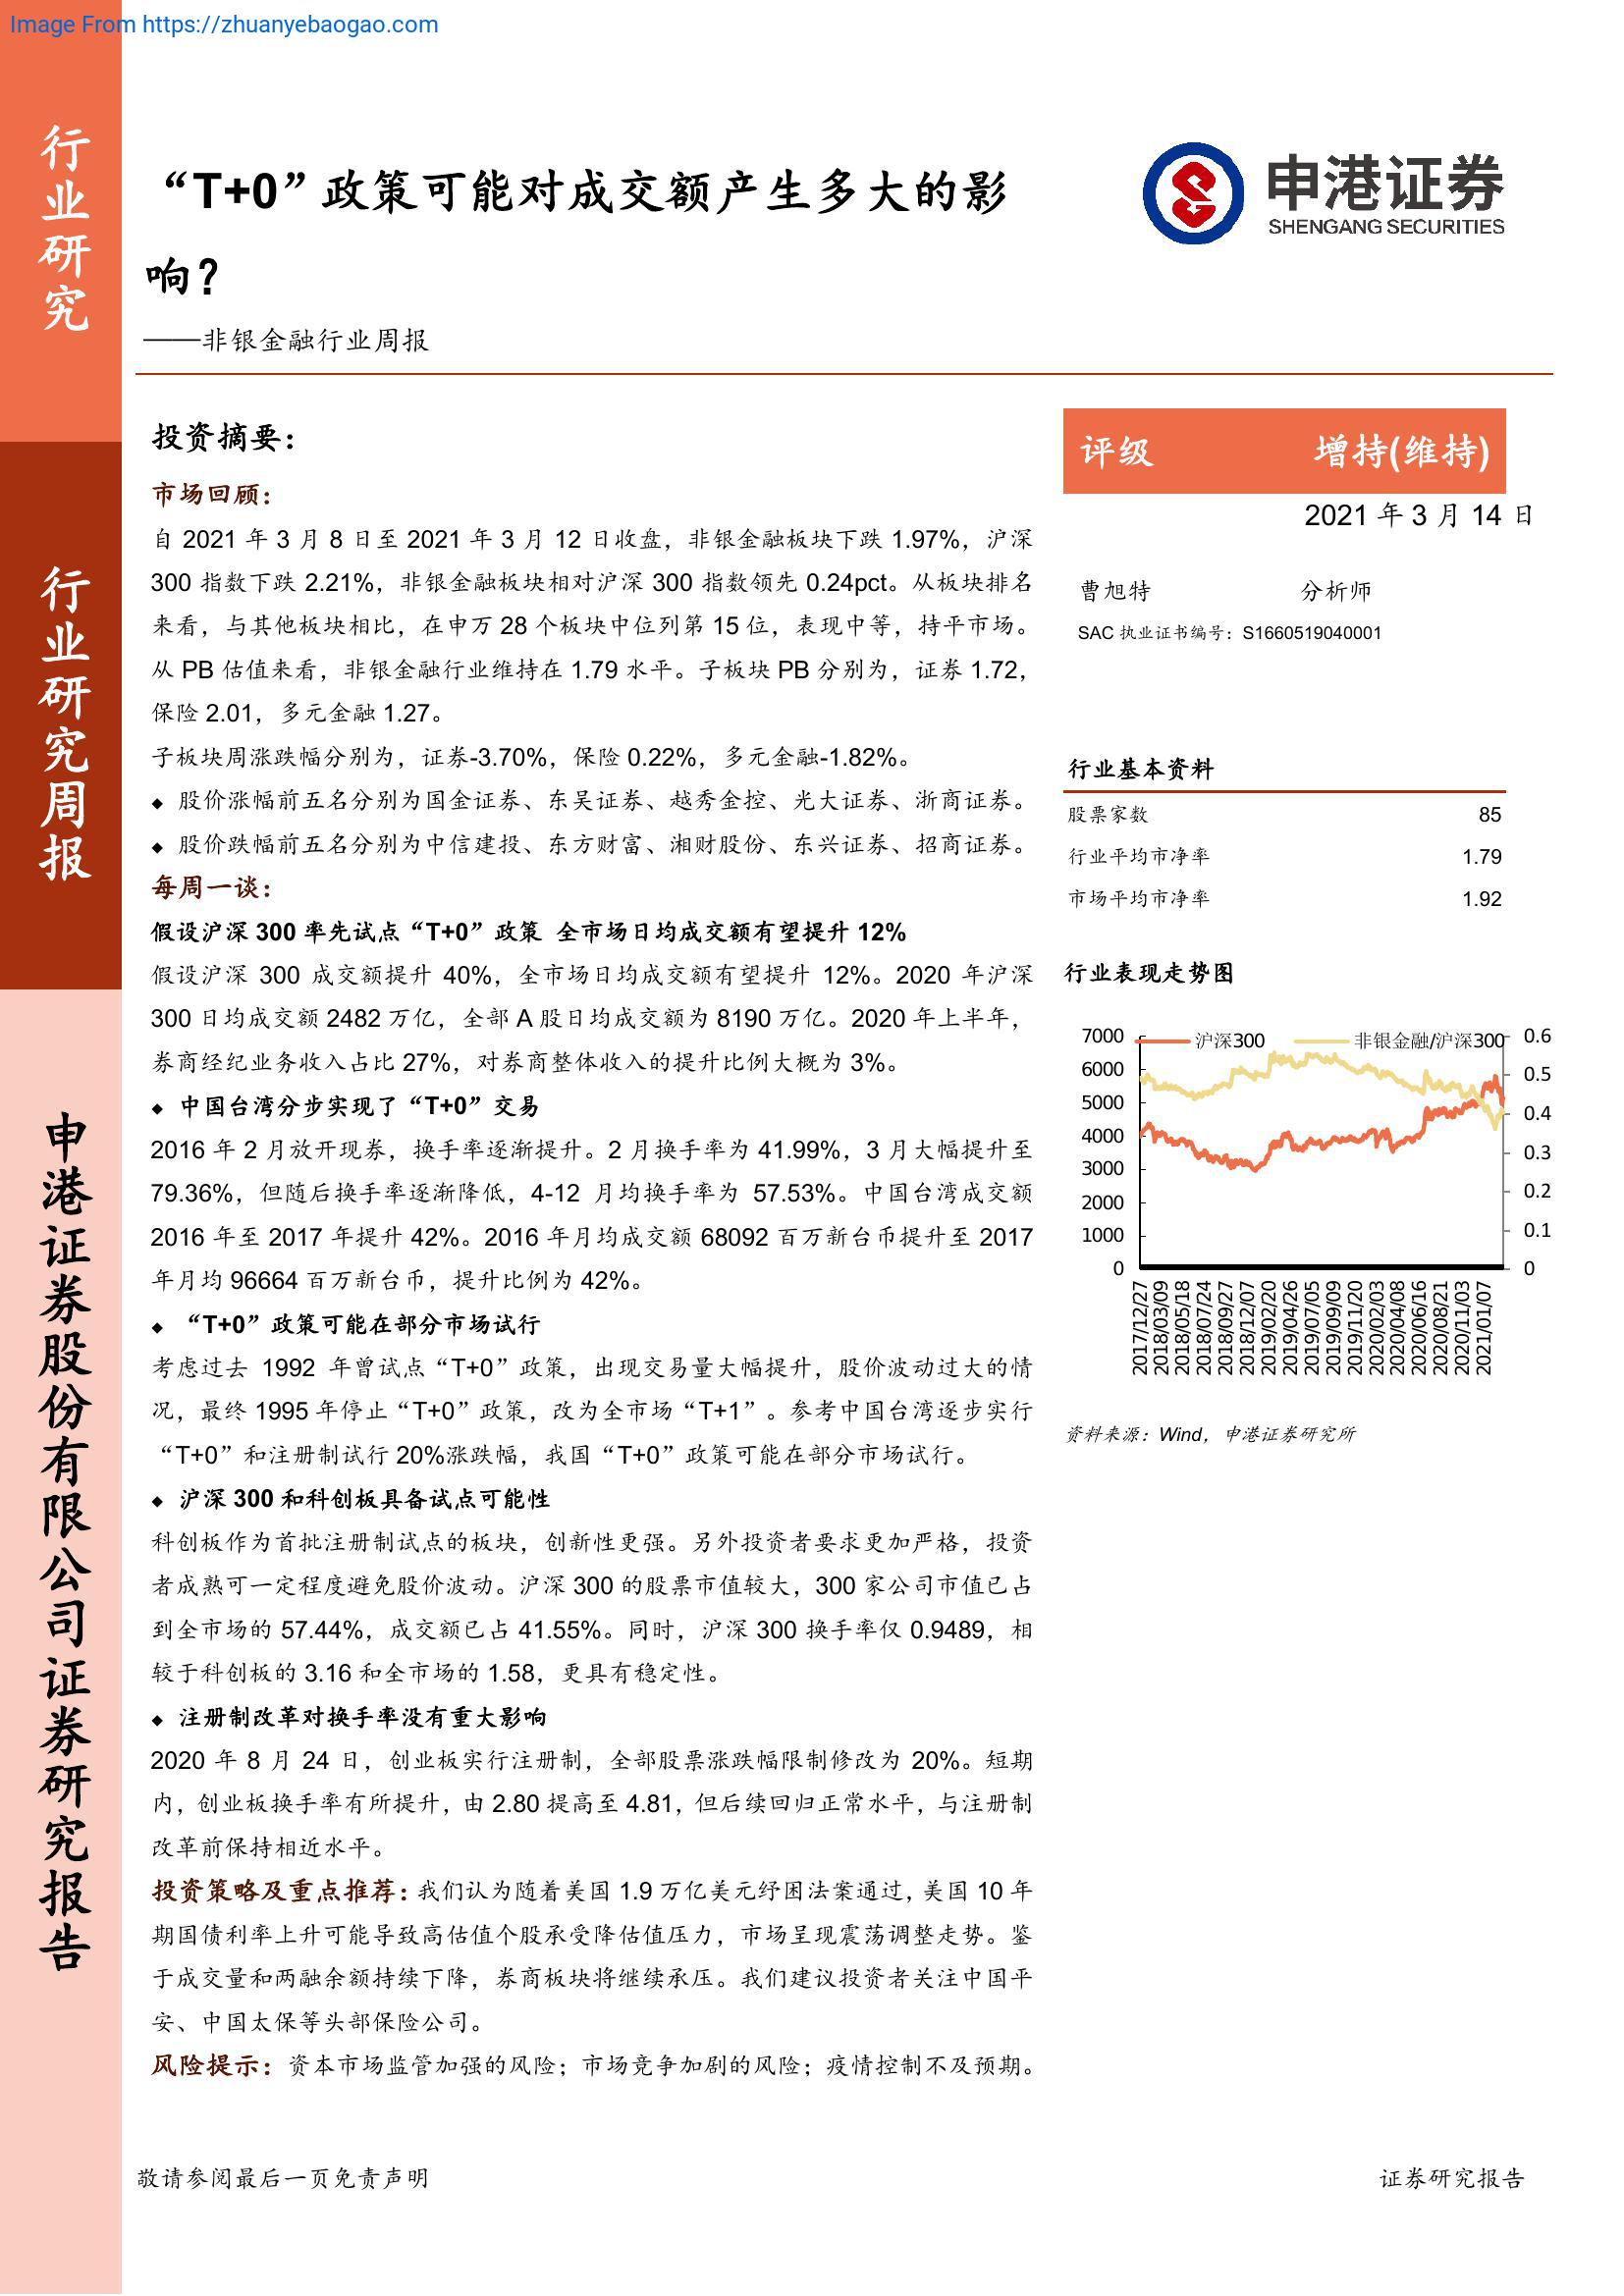 Image From https://zhuanyebaogao.com
行业研究
行业研究周报
申港证券股份有限公司证券研究报告
“T+0”政策可能对成交额产生多大的影
响？
——非银金融行业周报
申港证券
SHENGANG SECURITIES
投资摘要：
市场回顾：
自 2021 年 3 月 8 日至 2021 年 3 月 12 日收盘，非银金融板块下跌 1.97%，沪深
300 指数下跌 2.21%，非银金融板块相对沪深 300 指数领先 0.24pct。从板块排名
来看，与其他板块相比，在申万 28 个板块中位列第 15 位，表现中等，持平市场。
从 PB 估值来看，非银金融行业维持在 1.79 水平。子板块 PB 分别为，证券 1.72，
保险 2.01，多元金融 1.27。
子板块周涨跌幅分别为，证券-3.70%，保险 0.22%，多元金融-1.82%。
◆ 股价涨幅前五名分别为国金证券、东吴证券、越秀金控、光大证券、浙商证券。
◆ 股价跌幅前五名分别为中信建投、东方财富、湘财股份、东兴证券、招商证券。
每周一谈：
假设沪深 300 率先试点“T+0”政策 全市场日均成交额有望提升 12%
假设沪深 300 成交额提升 40%，全市场日均成交额有望提升 12%。2020 年沪深
300 日均成交额 2482 万亿，全部 A 股日均成交额为 8190 万亿。2020 年上半年，
券商经纪业务收入占比 27%，对券商整体收入的提升比例大概为 3%。
◆ 中国台湾分步实现了“T+0”交易
2016 年 2 月放开现券，换手率逐渐提升。2 月换手率为 41.99%，3 月大幅提升至
79.36%，但随后换手率逐渐降低，4-12 月均换手率为 57.53%。中国台湾成交额
2016 年至 2017 年提升 42%。2016 年月均成交额 68092 百万新台币提升至 2017
年月均 96664 百万新台币，提升比例为 42%。
◆ “T+0”政策可能在部分市场试行
考虑过去 1992 年曾试点“T+0”政策，出现交易量大幅提升，股价波动过大的情
况，最终 1995 年停止“T+0”政策，改为全市场“T+1”。参考中国台湾逐步实行
“T+0”和注册制试行 20%涨跌幅，我国“T+0”政策可能在部分市场试行。
◆ 沪深 300 和科创板具备试点可能性
科创板作为首批注册制试点的板块，创新性更强。另外投资者要求更加严格，投资
者成熟可一定程度避免股价波动。沪深 300 的股票市值较大，300 家公司市值已占
到全市场的 57.44%，成交额已占 41.55%。同时，沪深 300 换手率仅 0.9489，相
较于科创板的 3.16 和全市场的 1.58，更具有稳定性。
◆ 注册制改革对换手率没有重大影响
2020 年 8 月 24 日，创业板实行注册制，全部股票涨跌幅限制修改为 20%。短期
内，创业板换手率有所提升，由 2.80 提高至 4.81，但后续回归正常水平，与注册制
改革前保持相近水平。
投资策略及重点推荐：我们认为随着美国 1.9 万亿美元纾困法案通过，美国 10 年
期国债利率上升可能导致高估值个股承受降估值压力，市场呈现震荡调整走势。鉴
于成交量和两融余额持续下降，券商板块将继续承压。我们建议投资者关注中国平
安、中国太保等头部保险公司。
风险提示：资本市场监管加强的风险；市场竞争加剧的风险；疫情控制不及预期。
评级 增持(维持)
2021 年 3 月 14 日
曹旭特 分析师
SAC 执业证书编号：S1660519040001
行业基本资料
股票家数 85
行业平均市净率 1.79
市场平均市净率 1.92
行业表现走势图
沪深300 非银金融/沪深300
7000 0.6
6000 0.5
5000 0.4
4000 0.3
3000 0.2
2000 0.1
1000 0
0
2017/12/27
2018/03/09
2018/05/18
2018/07/24
2018/09/27
2018/12/07
2019/02/20
2019/04/26
2019/07/05
2019/09/09
2019/11/20
2020/02/03
2020/04/08
2020/06/16
2020/08/21
2020/11/03
2021/01/07
资料来源：Wind，申港证券研究所
敬请参阅最后一页免责声明 证券研究报告